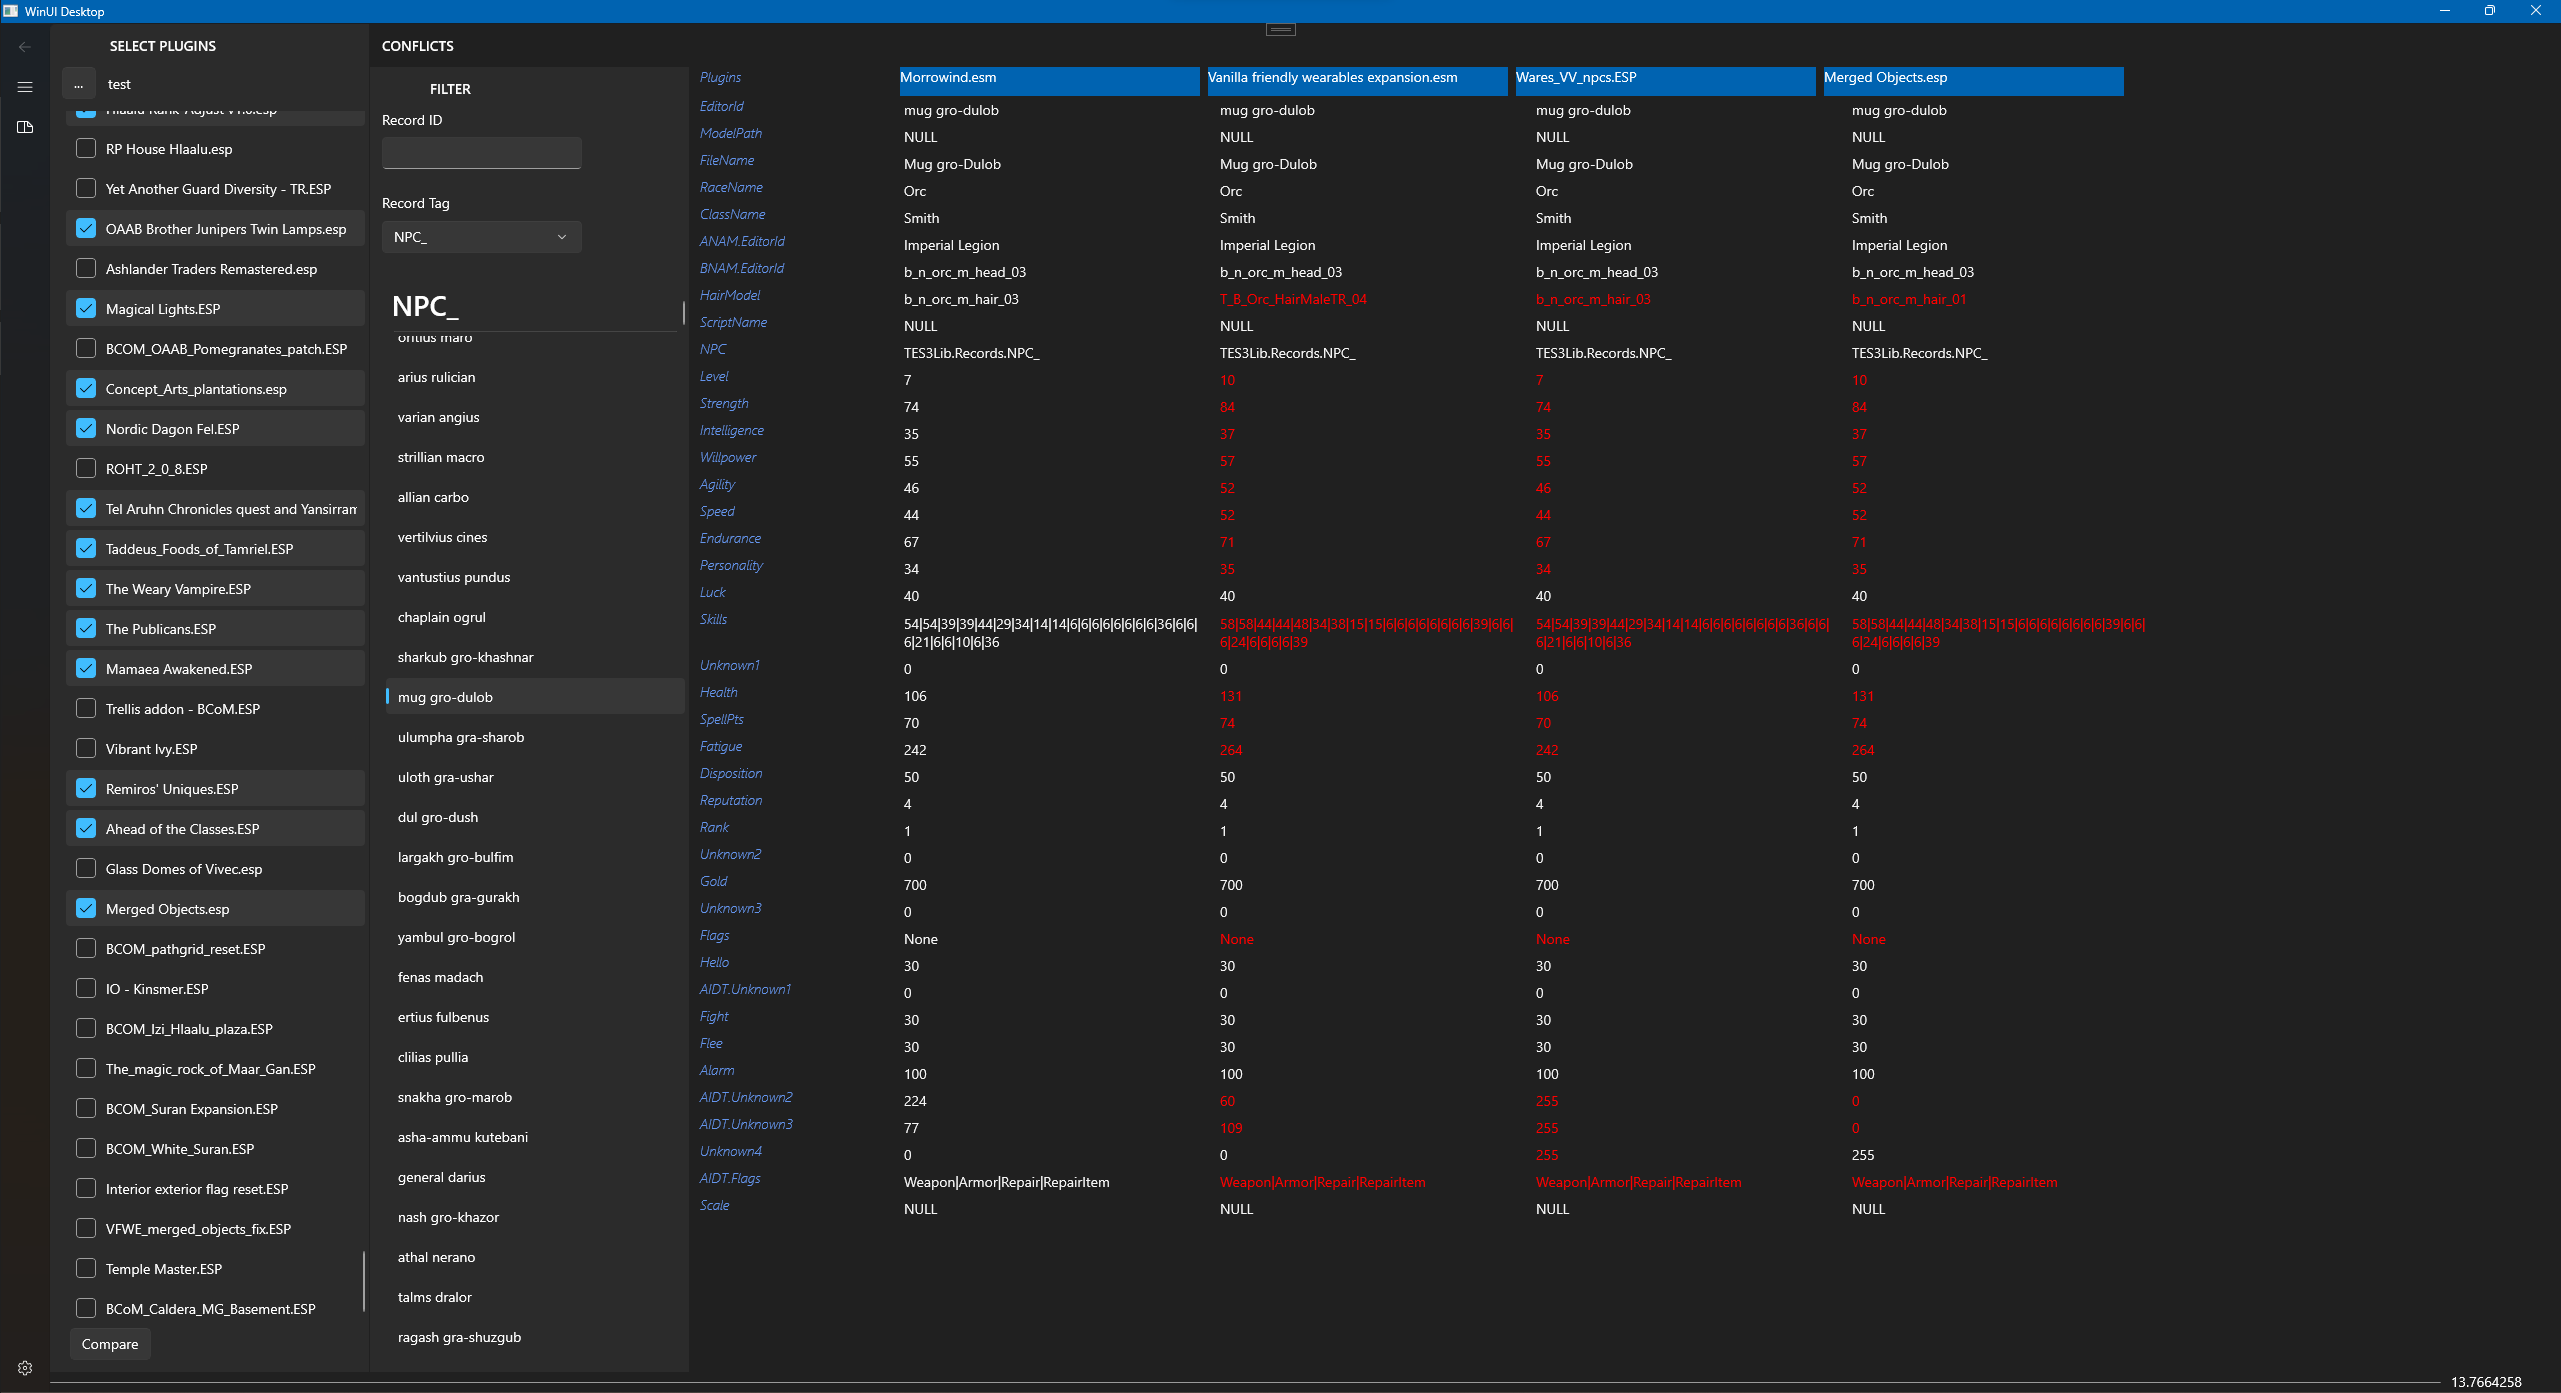 WinUI Desktop
SELECT PLUGINS
... test
RP House Hlaalu.esp
Yet Another Guard Diversity - TR.ESP
OAAB Brother Junipers Twin Lamps.esp
Ashlander Traders Remastered.esp
Magical Lights.ESP
BCOM_OAAB_Pomegranates_patch.ESP
Concept_Arts_plantations.esp
Nordic Dagon Fel.ESP
ROHT_2_0_8.ESP
Tel Aruhn Chronicles quest and Yansirram
Taddeus_Foods_of_Tamriel.ESP
The Weary Vampire.ESP
The Publicans.ESP
Mamaea Awakened.ESP
Trellis addon - BCoM.ESP
Vibrant Ivy.ESP
Remiros' Uniques.ESP
Ahead of the Classes.ESP
Glass Domes of Vivec.esp
Merged Objects.esp
BCOM_pathgrid_reset.ESP
IO - Kinsmer.ESP
BCOM_Izi_Hlaalu_plaza.ESP
The_magic_rock_of_Maar_Gan.ESP
BCOM_Suran Expansion.ESP
BCOM_White_Suran.ESP
Interior exterior flag reset.ESP
VFWE_merged_objects_fix.ESP
Temple Master.ESP
BCoM_Caldera_MG_Basement.ESP
Compare
CONFLICTS
FILTER
Record ID
Record Tag
NPC_
NPC_
arius rulician
varian angius
strillian macro
allian carbo
vertilvius cines
vantustius pundus
chaplain ogrul
sharkub gro-khashnar
mug gro-dulob
ulumpha gra-sharob
uloth gra-ushar
dul gro-dush
largakh gro-bulfim
bogdub gra-gurakh
yambul gro-bogrol
fenas madach
ertius fulbenus
clilias pullia
snakha gro-marob
asha-ammu kutebani
general darius
nash gro-khazor
athal nerano
talms dralor
ragash gra-shuzgub
Plugins Morrowind.esm Vanilla friendly wearables expansion.esm Wares_VV_npcs.ESP Merged Objects.esp
EditorId mug gro-dulob mug gro-dulob mug gro-dulob mug gro-dulob
ModelPath NULL NULL NULL NULL
FileName Mug gro-Dulob Mug gro-Dulob Mug gro-Dulob Mug gro-Dulob
RaceName Orc Orc Orc Orc
ClassName Smith Smith Smith Smith
ANAM.EditorId Imperial Legion Imperial Legion Imperial Legion Imperial Legion
BNAM.EditorId b_n_orc_m_head_03 b_n_orc_m_head_03 b_n_orc_m_head_03 b_n_orc_m_head_03
HairModel b_n_orc_m_hair_03 T_B_Orc_HairMaleTR_04 b_n_orc_m_hair_03 b_n_orc_m_hair_01
ScriptName NULL NULL NULL NULL
NPC TES3Lib.Records.NPC_ TES3Lib.Records.NPC_ TES3Lib.Records.NPC_ TES3Lib.Records.NPC_
Level 7 10 7 10
Strength 74 84 74 84
Intelligence 35 37 35 37
Willpower 55 57 55 57
Agility 46 52 46 52
Speed 44 52 44 52
Endurance 67 71 67 71
Personality 34 35 34 35
Luck 40 40 40 40
Skills 54|54|39|39|44|29|34|14|14|6|6|6|6|6|6|6|6|36|6|6| 58|58|44|44|48|34|38|15|15|6|6|6|6|6|6|6|6|39|6|6| 54|54|39|39|44|29|34|14|14|6|6|6|6|6|6|6|6|36|6|6| 58|58|44|44|48|34|38|15|15|6|6|6|6|6|6|6|6|39|6|6|
6|21|6|6|10|6|36 6|24|6|6|6|6|39 6|21|6|6|10|6|36 6|24|6|6|6|6|39
Unknown1 0 0 0 0
Health 106 131 106 131
SpellPts 70 74 70 74
Fatigue 242 264 242 264
Disposition 50 50 50 50
Reputation 4 4 4 4
Rank 1 1 1 1
Unknown2 0 0 0 0
Gold 700 700 700 700
Unknown3 0 0 0 0
Flags None None None None
Hello 30 30 30 30
AIDT.Unknown1 0 0 0 0
Fight 30 30 30 30
Flee 30 30 30 30
Alarm 100 100 100 100
AIDT.Unknown2 224 60 255 0
AIDT.Unknown3 77 109 255 0
Unknown4 0 0 255 255
AIDT.Flags Weapon|Armor|Repair|RepairItem Weapon|Armor|Repair|RepairItem Weapon|Armor|Repair|RepairItem Weapon|Armor|Repair|RepairItem
Scale NULL NULL NULL NULL
13.7664258